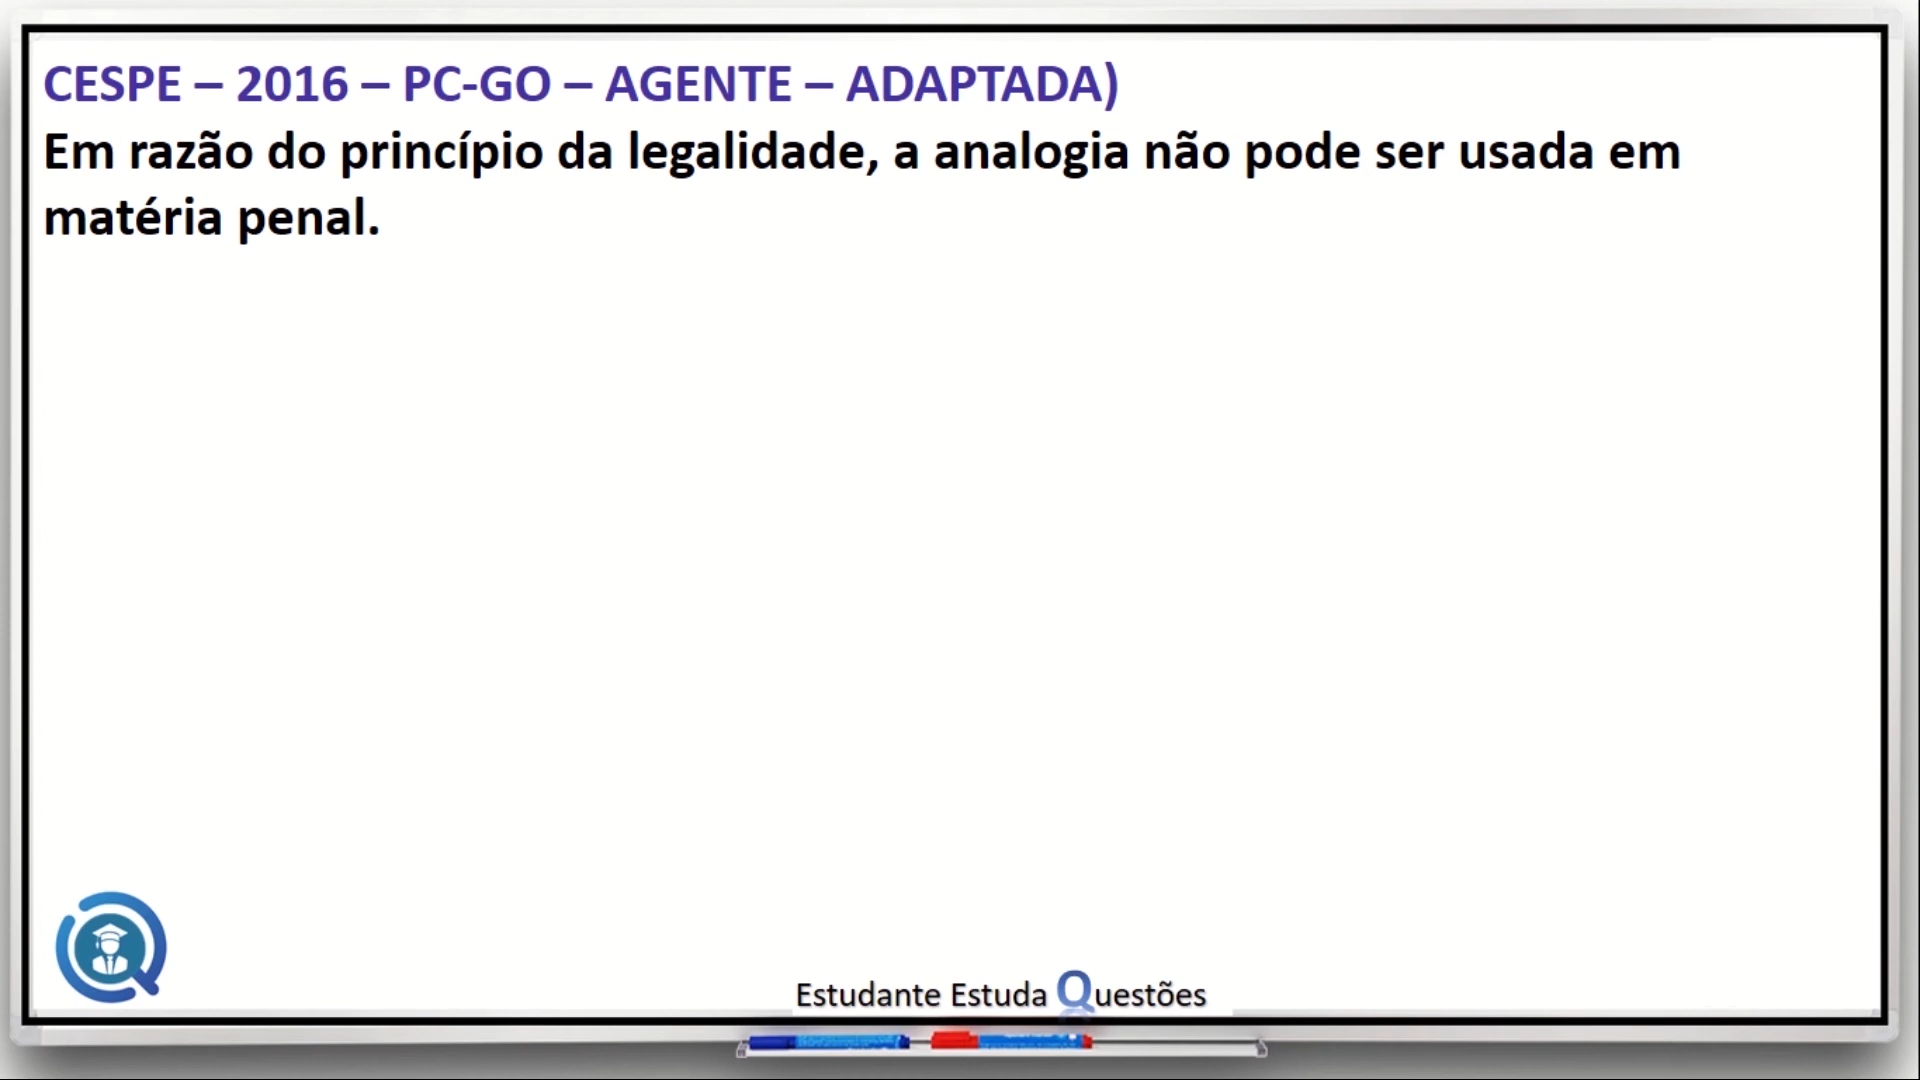 CESPE – 2016 – PC-GO – AGENTE – ADAPTADA)
Em razão do princípio da legalidade, a analogia não pode ser usada em
matéria penal.
Estudante Estuda Questões